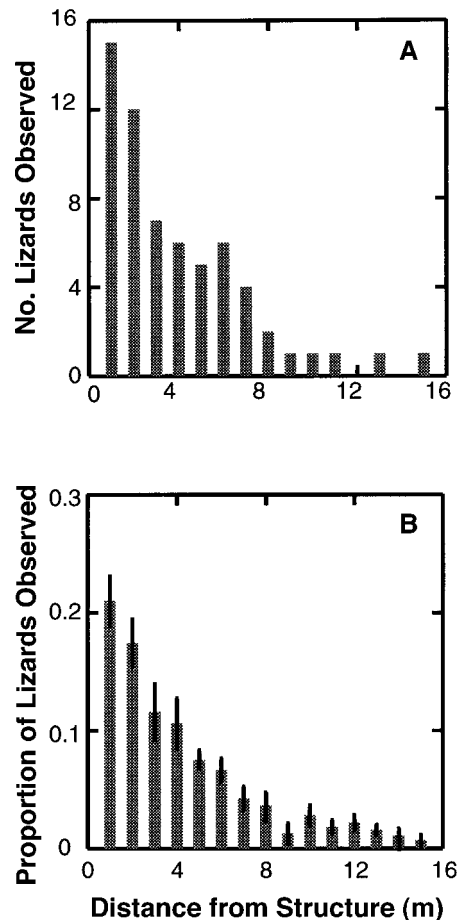 A
No. Lizards Observed
16
12
8
4
0
0 4 8 12 16
B
Proportion of Lizards Observed
0.3
0.2
0.1
0
0 4 8 12 16
Distance from Structure (m)